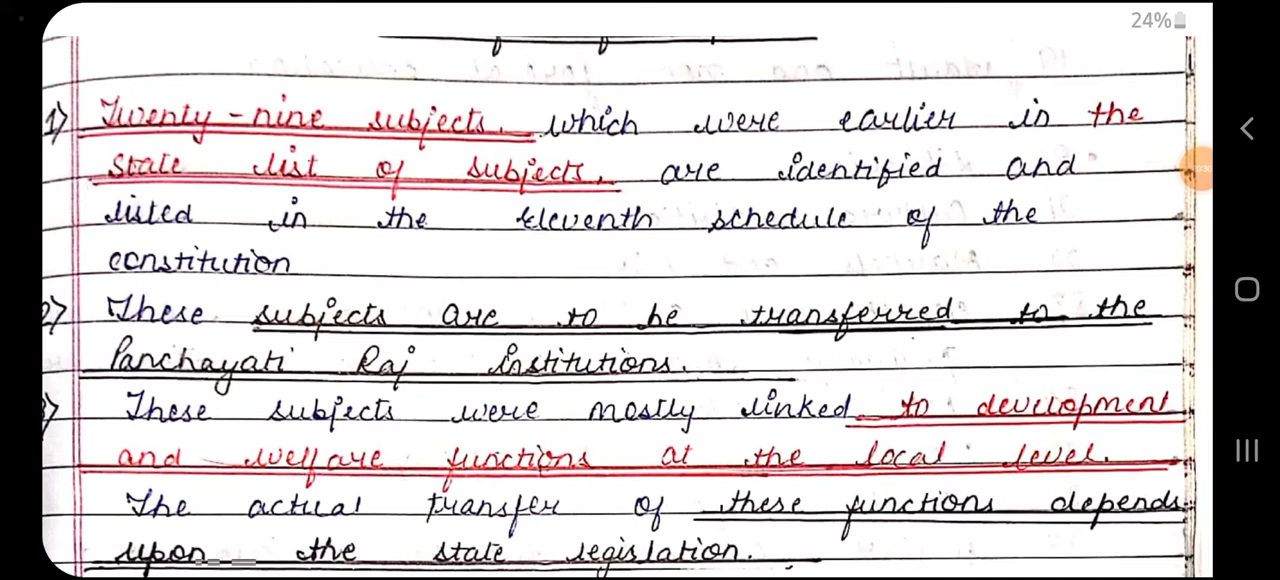 24%
1) Twenty-nine subjects, which were earlier in the
state list of subjects, are identified and
listed in the eleventh schedule of the
constitution
2) These subjects are to be transferred to the
Panchayati Raj institutions.
3) These subjects were mostly linked to development
and welfare functions at the local level.
The actual transfer of these functions depends
upon the state legislation.